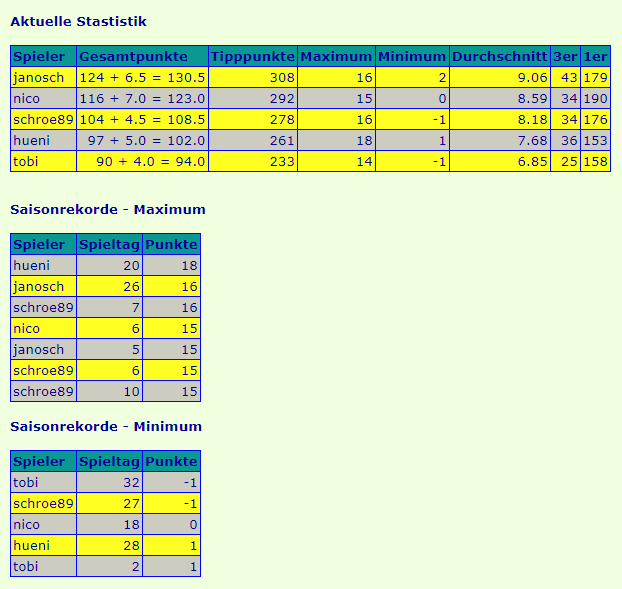 Aktuelle Stastistik
Spieler Gesamtpunkte Tipppunkte Maximum Minimum Durchschnitt 3er 1er
janosch 124 + 6.5 = 130.5 308 16 2 9.06 43 179
nico 116 + 7.0 = 123.0 292 15 0 8.59 34 190
schroe89 104 + 4.5 = 108.5 278 16 -1 8.18 34 176
hueni 97 + 5.0 = 102.0 261 18 1 7.68 36 153
tobi 90 + 4.0 = 94.0 233 14 -1 6.85 25 158
Saisonrekorde - Maximum
Spieler Spieltag Punkte
hueni 20 18
janosch 26 16
schroe89 7 16
nico 6 15
janosch 5 15
schroe89 6 15
schroe89 10 15
Saisonrekorde - Minimum
Spieler Spieltag Punkte
tobi 32 -1
schroe89 27 -1
nico 18 0
hueni 28 1
tobi 2 1